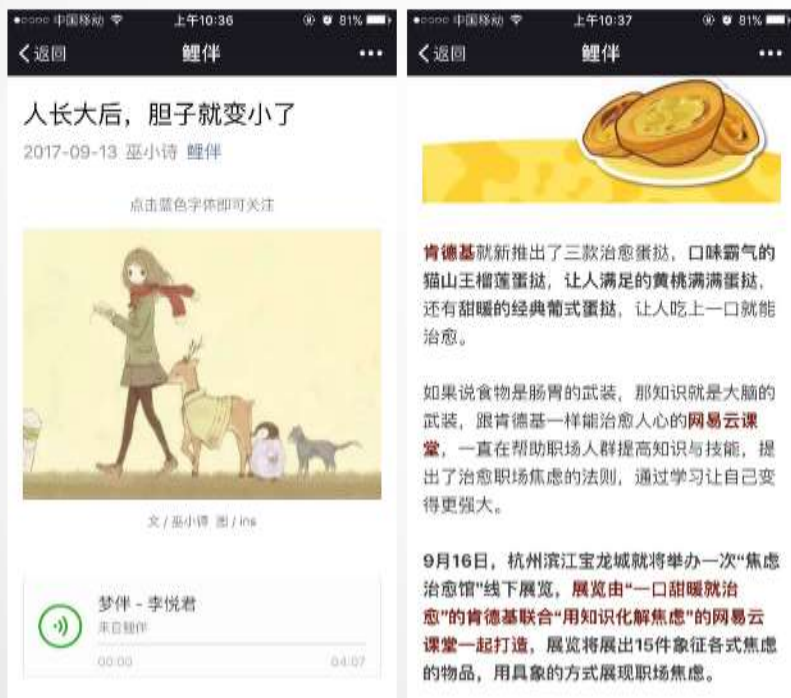 中国移动
上午10:36
81%
返回
鲤伴
人长大后，胆子就变小了
2017-09-13 巫小诗 鲤伴
点击蓝色字体即可关注
文 / 巫小诗 图 / ins
梦伴 - 李悦君
来自鲤伴
00:00
04:07
中国移动
上午10:37
81%
返回
鲤伴
肯德基就新推出了三款治愈蛋挞，口味霸气的
猫山王榴莲蛋挞，让人满足的黄桃满满蛋挞，
还有甜暖的经典葡式蛋挞，让人吃上一口就能
治愈。
如果说食物是肠胃的武装，那知识就是大脑的
武装，跟肯德基一样能治愈人心的网易云课
堂，一直在帮助职场人群提高知识与技能，提
出了治愈职场焦虑的法则，通过学习让自己变
得更强大。
9月16日，杭州滨江宝龙城就将举办一次“焦虑
治愈馆”线下展览，展览由“一口甜暖就治
愈”的肯德基联合“用知识化解焦虑”的网易云
课堂一起打造，展览将展出15件象征各式焦虑
的物品，用具象的方式展现职场焦虑。